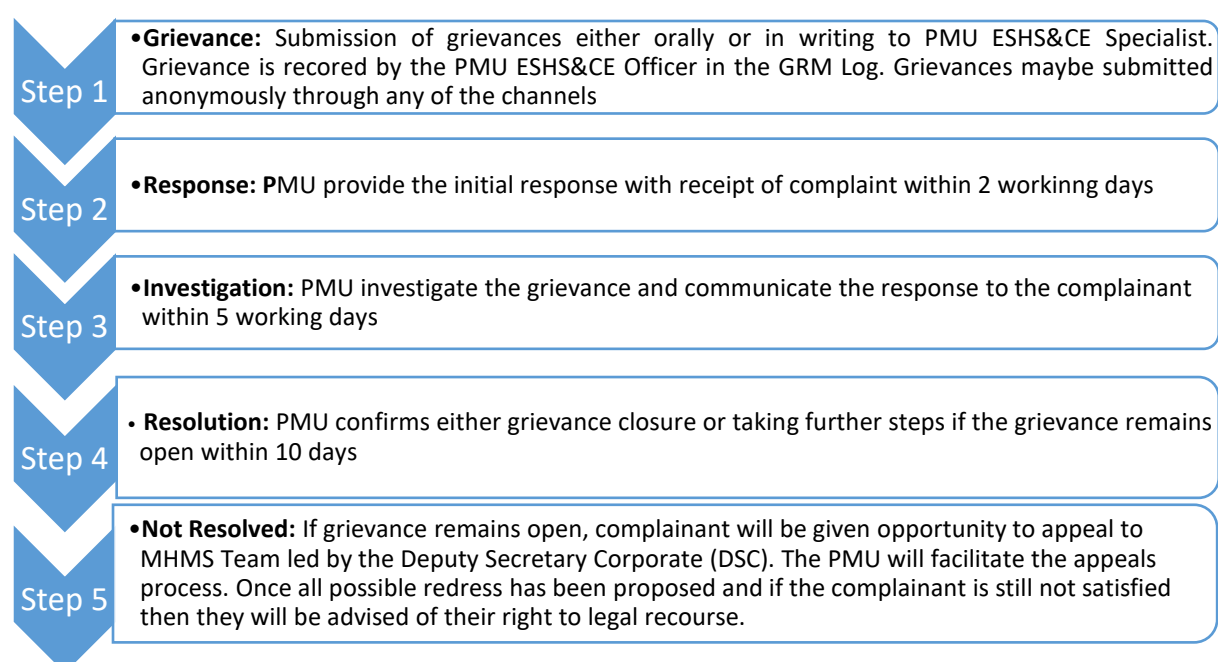 Step 1
•Grievance: Submission of grievances either orally or in writing to PMU ESHS&CE Specialist.
Grievance is recored by the PMU ESHS&CE Officer in the GRM Log. Grievances maybe submitted
anonymously through any of the channels
Step 2
•Response: PMU provide the initial response with receipt of complaint within 2 workinng days
Step 3
•Investigation: PMU investigate the grievance and communicate the response to the complainant
within 5 working days
Step 4
• Resolution: PMU confirms either grievance closure or taking further steps if the grievance remains
open within 10 days
Step 5
•Not Resolved: If grievance remains open, complainant will be given opportunity to appeal to
MHMS Team led by the Deputy Secretary Corporate (DSC). The PMU will facilitate the appeals
process. Once all possible redress has been proposed and if the complainant is still not satisfied
then they will be advised of their right to legal recourse.